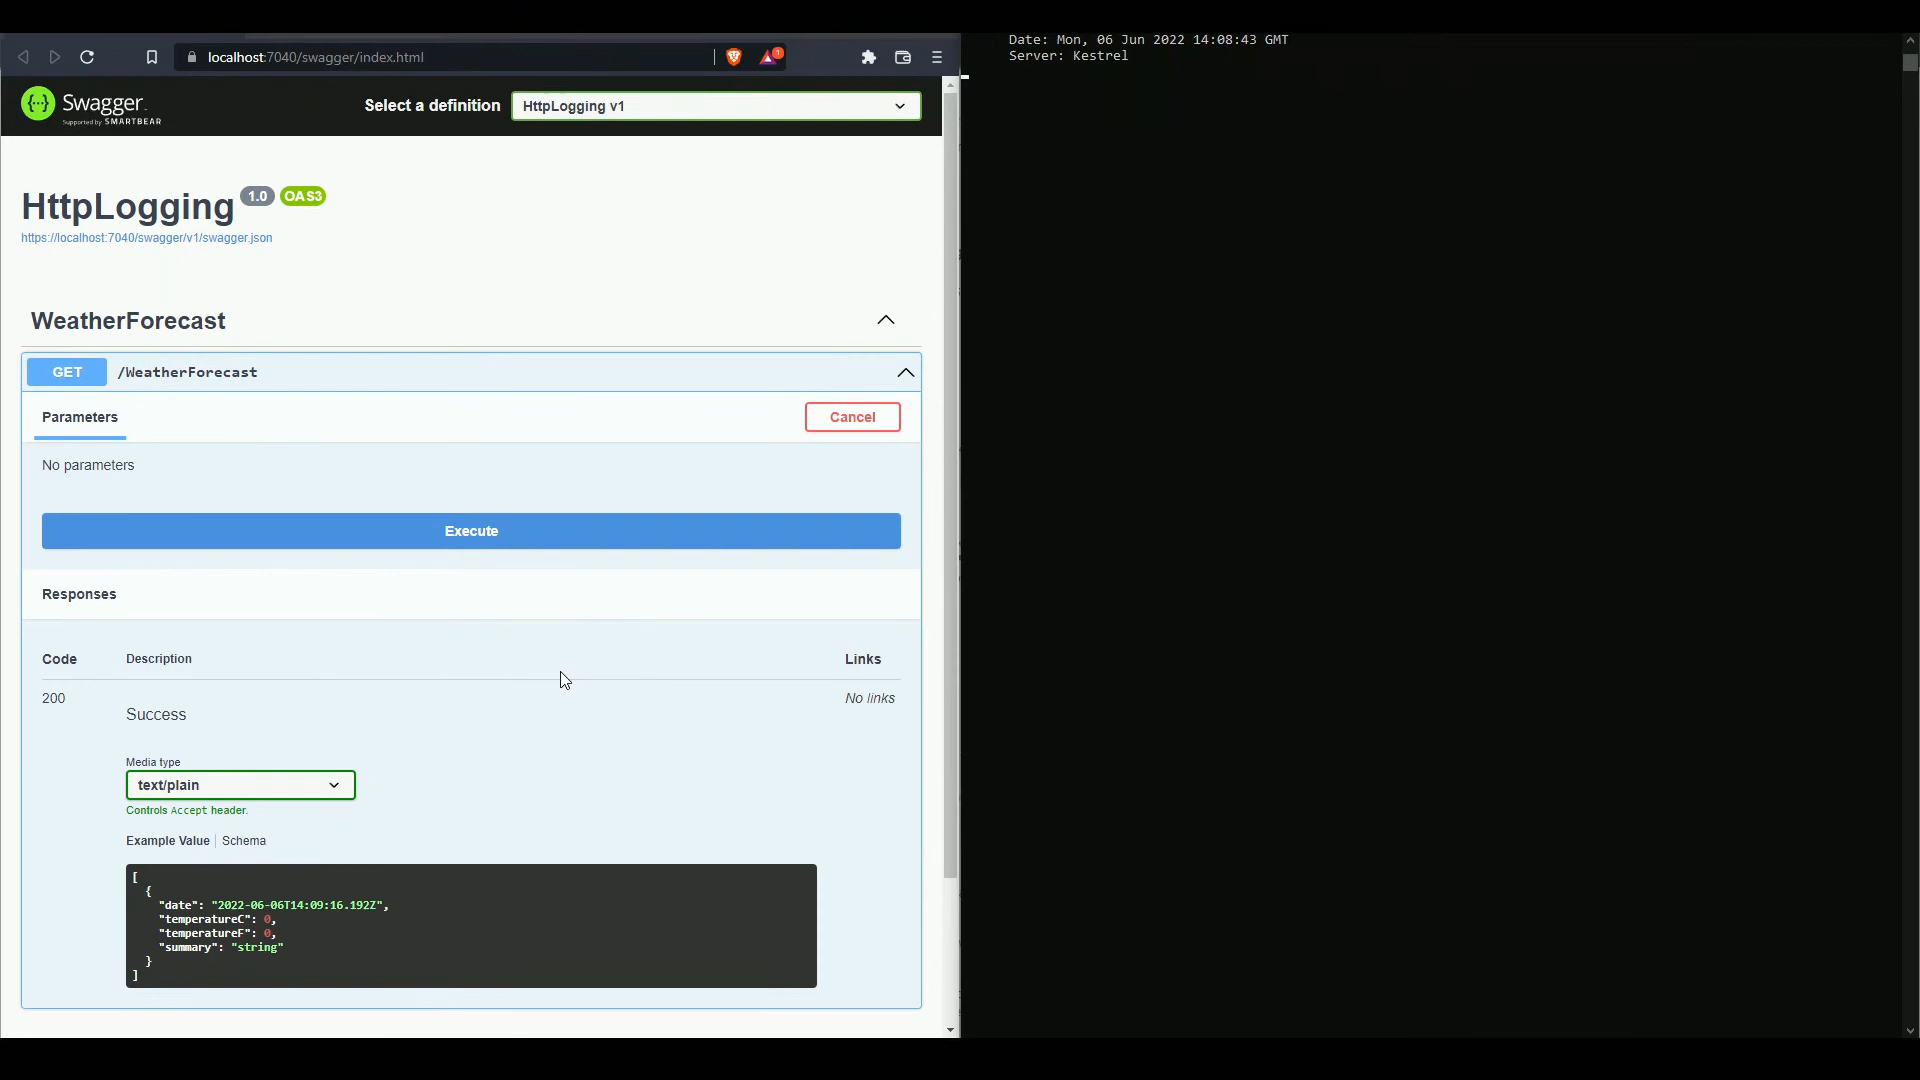 localhost:7040/swagger/index.html
1
Swagger.
Supported by SMARTBEAR
Select a definition
HttpLogging v1
HttpLogging 1.0 OAS3
https://localhost:7040/swagger/v1/swagger.json
WeatherForecast
GET /WeatherForecast
Parameters
Cancel
No parameters
Execute
Responses
Code Description Links
200 No links
Success
Media type
text/plain
Controls Accept header.
Example Value Schema
[
{
"date": "2022-06-06T14:09:16.192Z",
"temperatureC": 0,
"temperatureF": 0,
"summary": "string"
}
]
Date: Mon, 06 Jun 2022 14:08:43 GMT
Server: Kestrel